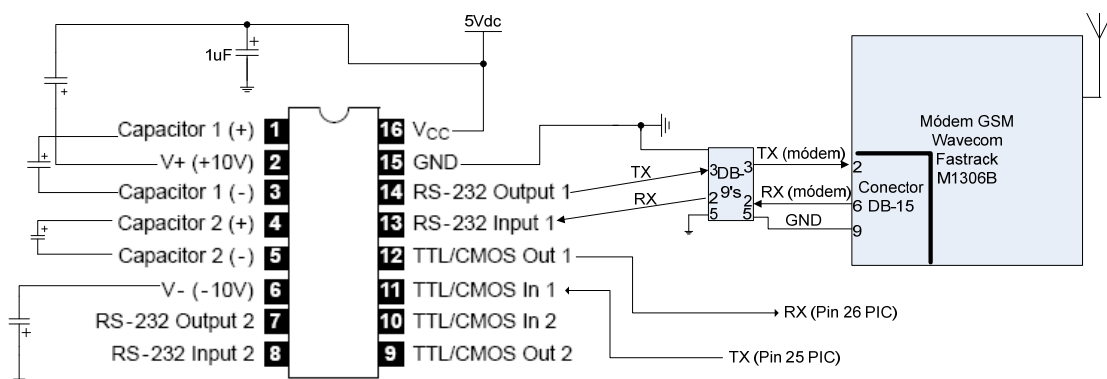 5Vdc
1uF
Capacitor 1 (+)
V+ (+10V)
Capacitor 1 (-)
Capacitor 2 (+)
Capacitor 2 (-)
V- (-10V)
RS-232 Output 2
RS-232 Input 2
1
2
3
4
5
6
7
8
16
15
14
13
12
11
10
9
VCC
GND
RS-232 Output 1
RS-232 Input 1
TTL/CMOS Out 1
TTL/CMOS In 1
TTL/CMOS In 2
TTL/CMOS Out 2
TX
RX
3 DB- 3
2 9's 2
5 5
TX (módem)
RX (módem)
GND
2
6
9
Conector
DB-15
Módem GSM
Wavecom
Fastrack
M1306B
RX (Pin 26 PIC)
TX (Pin 25 PIC)